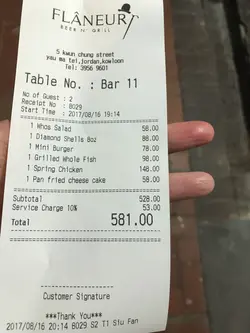 FLÂNEUR
BEER N' GRILL
5 kwun chung street
yau ma tei,jordan,kowloon
Tel: 3956 9601
Table No. : Bar 11
No of Guest : 2
Receipt No : 8029
Start Time : 2017/08/16 19:14
1 Whos Salad 58.00
1 Diamond Shells 8oz 98.00
1 Mini Burger 78.00
1 Grilled Whole Fish 98.00
1 Spring Chicken 148.00
1 Pan fried cheese cake 58.00
Subtotal 528.00
Service Charge 10% 53.00
Total: 581.00
Customer Signature
***Thank You***
2017/08/16 20:14 8029 S2 T1 Siu Fan